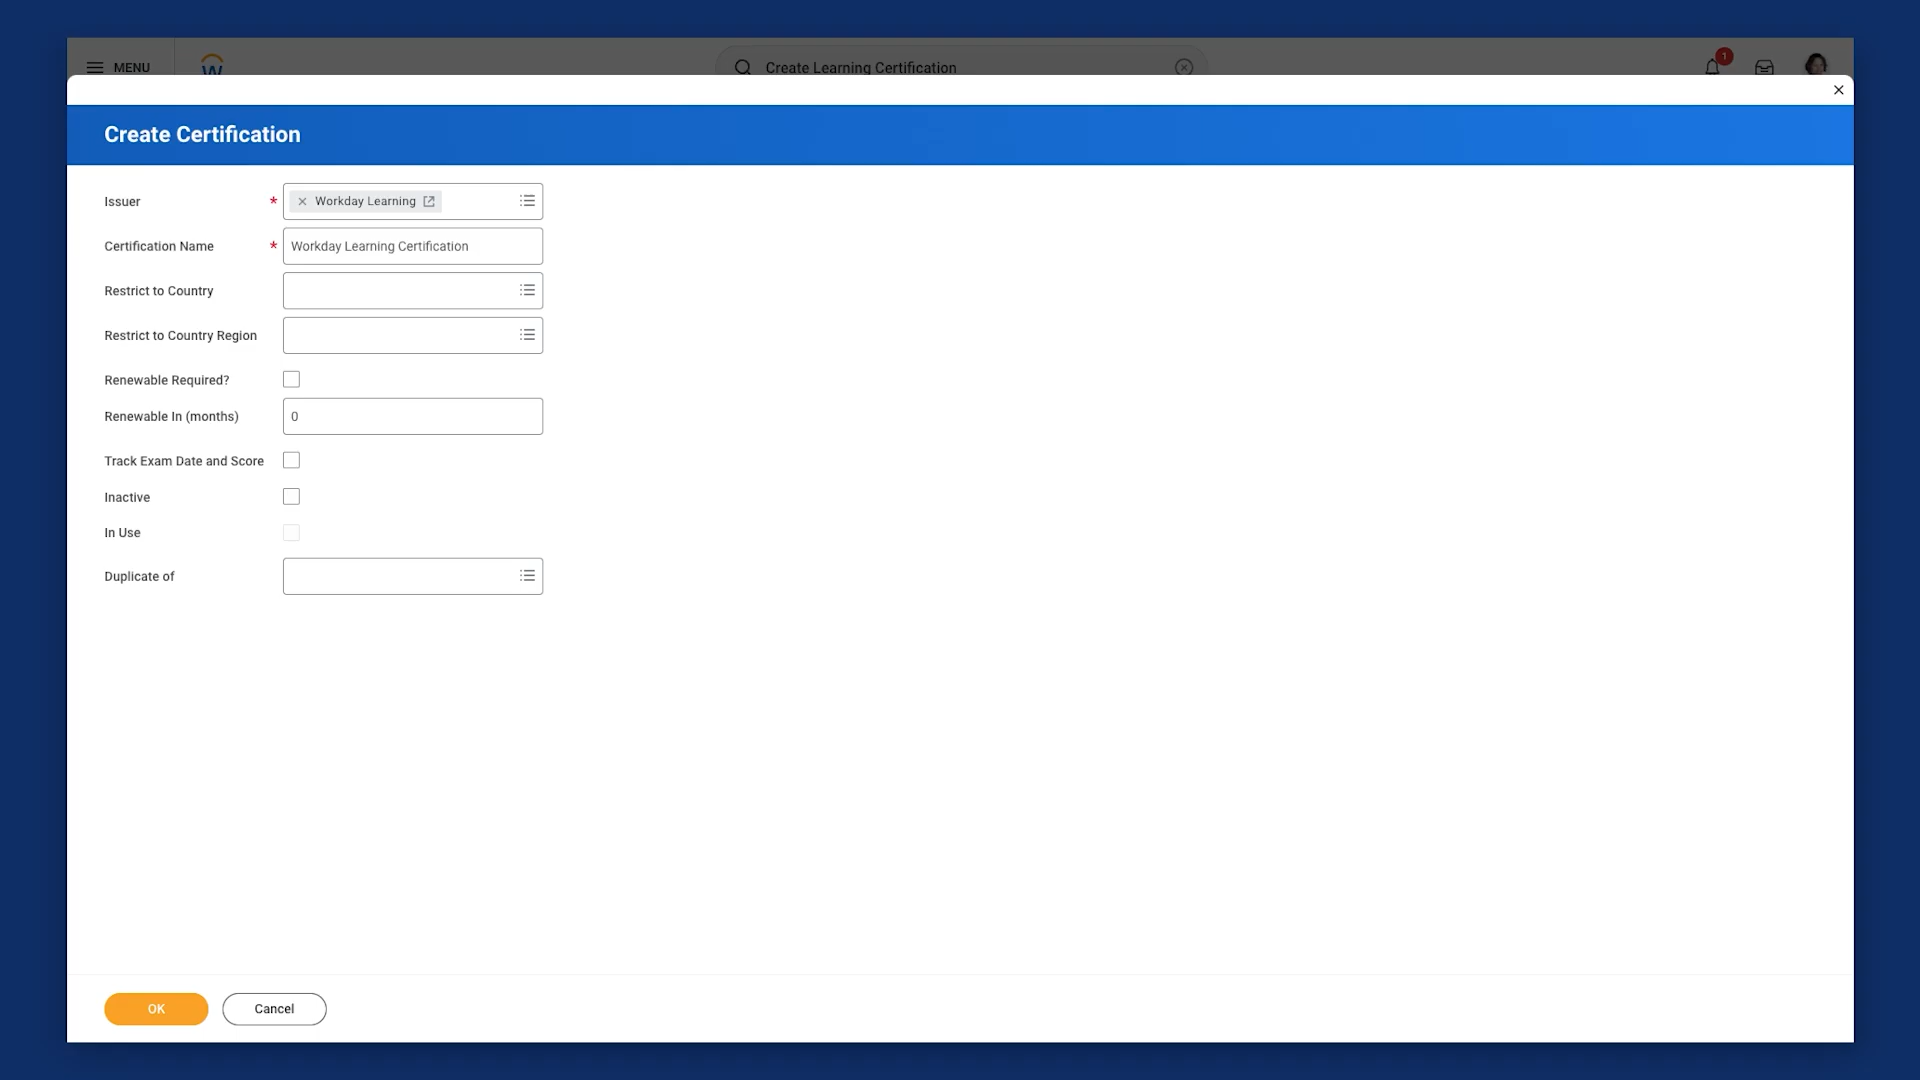 MENU
W
Create Learning Certification
1
Create Certification
Issuer * Workday Learning
Certification Name * Workday Learning Certification
Restrict to Country
Restrict to Country Region
Renewable Required?
Renewable In (months) 0
Track Exam Date and Score
Inactive
In Use
Duplicate of
OK Cancel